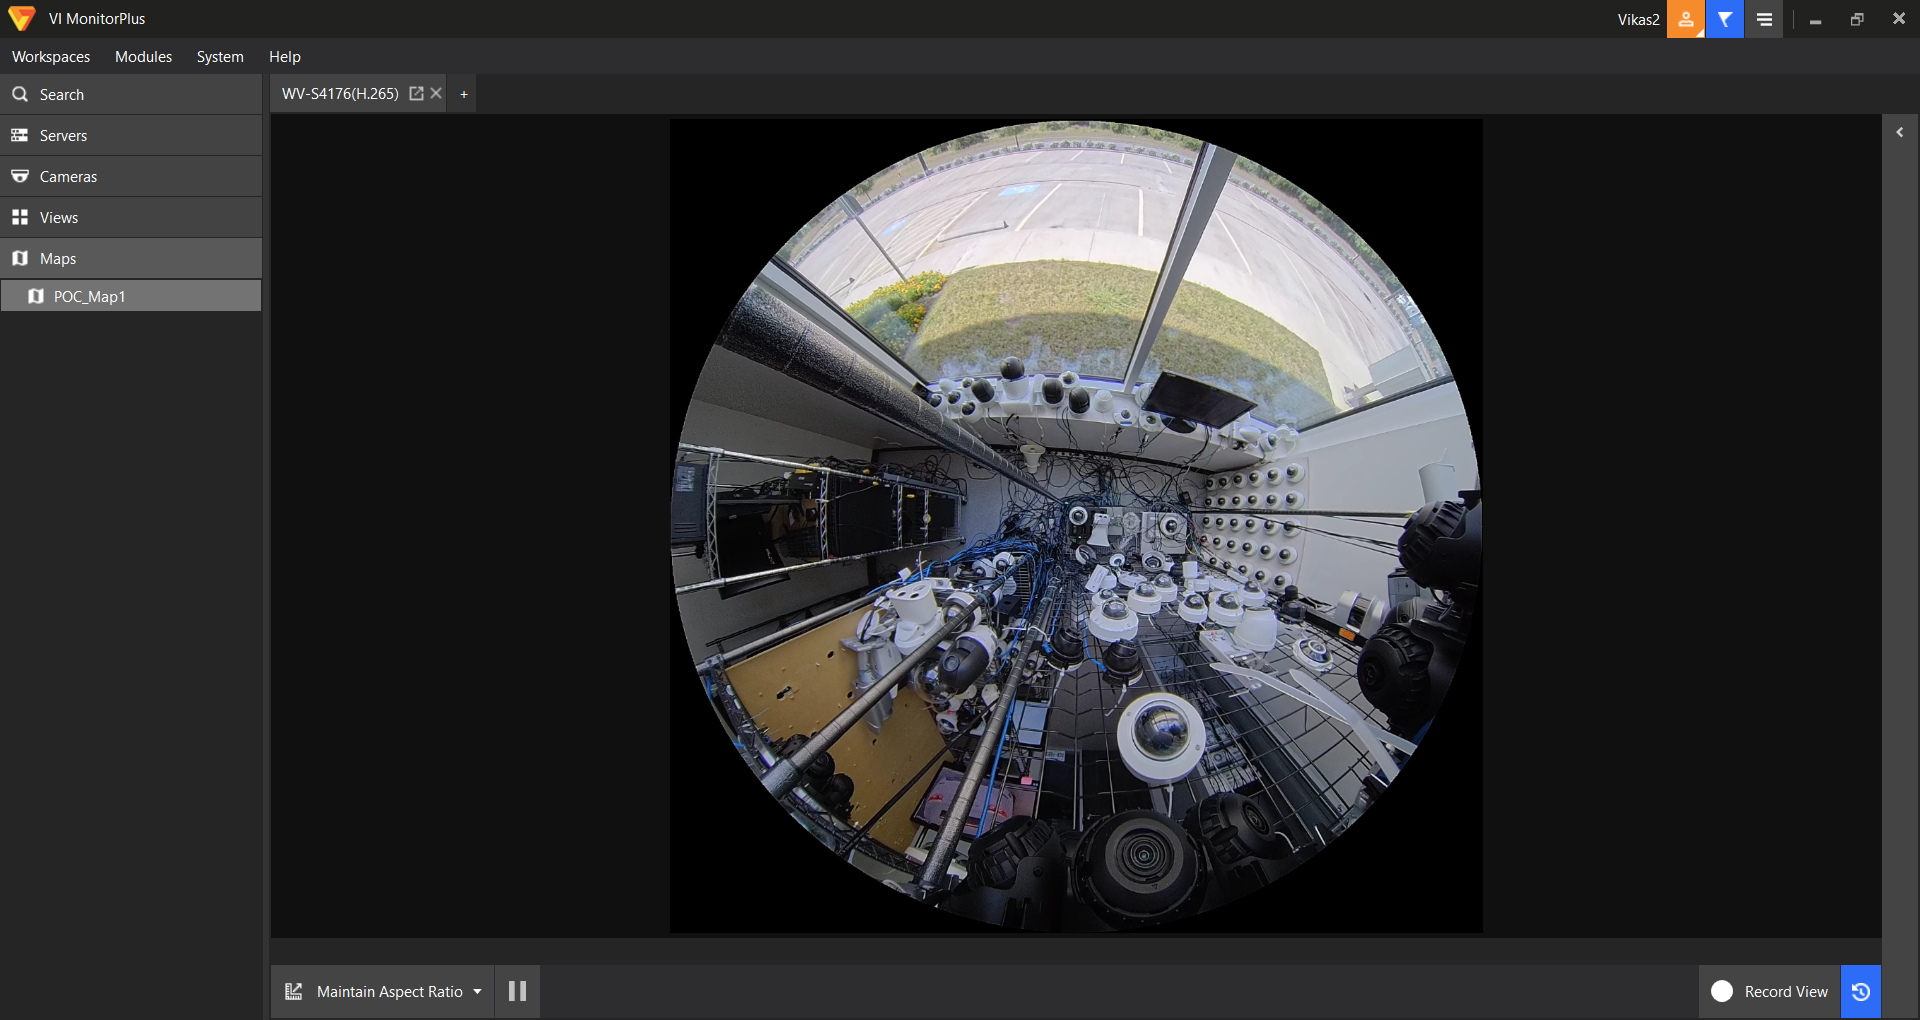 VI MonitorPlus
Vikas2
Workspaces
Modules
System
Help
Search
Servers
Cameras
Views
Maps
POC_Map1
WV-S4176(H.265)
+
Maintain Aspect Ratio
Record View